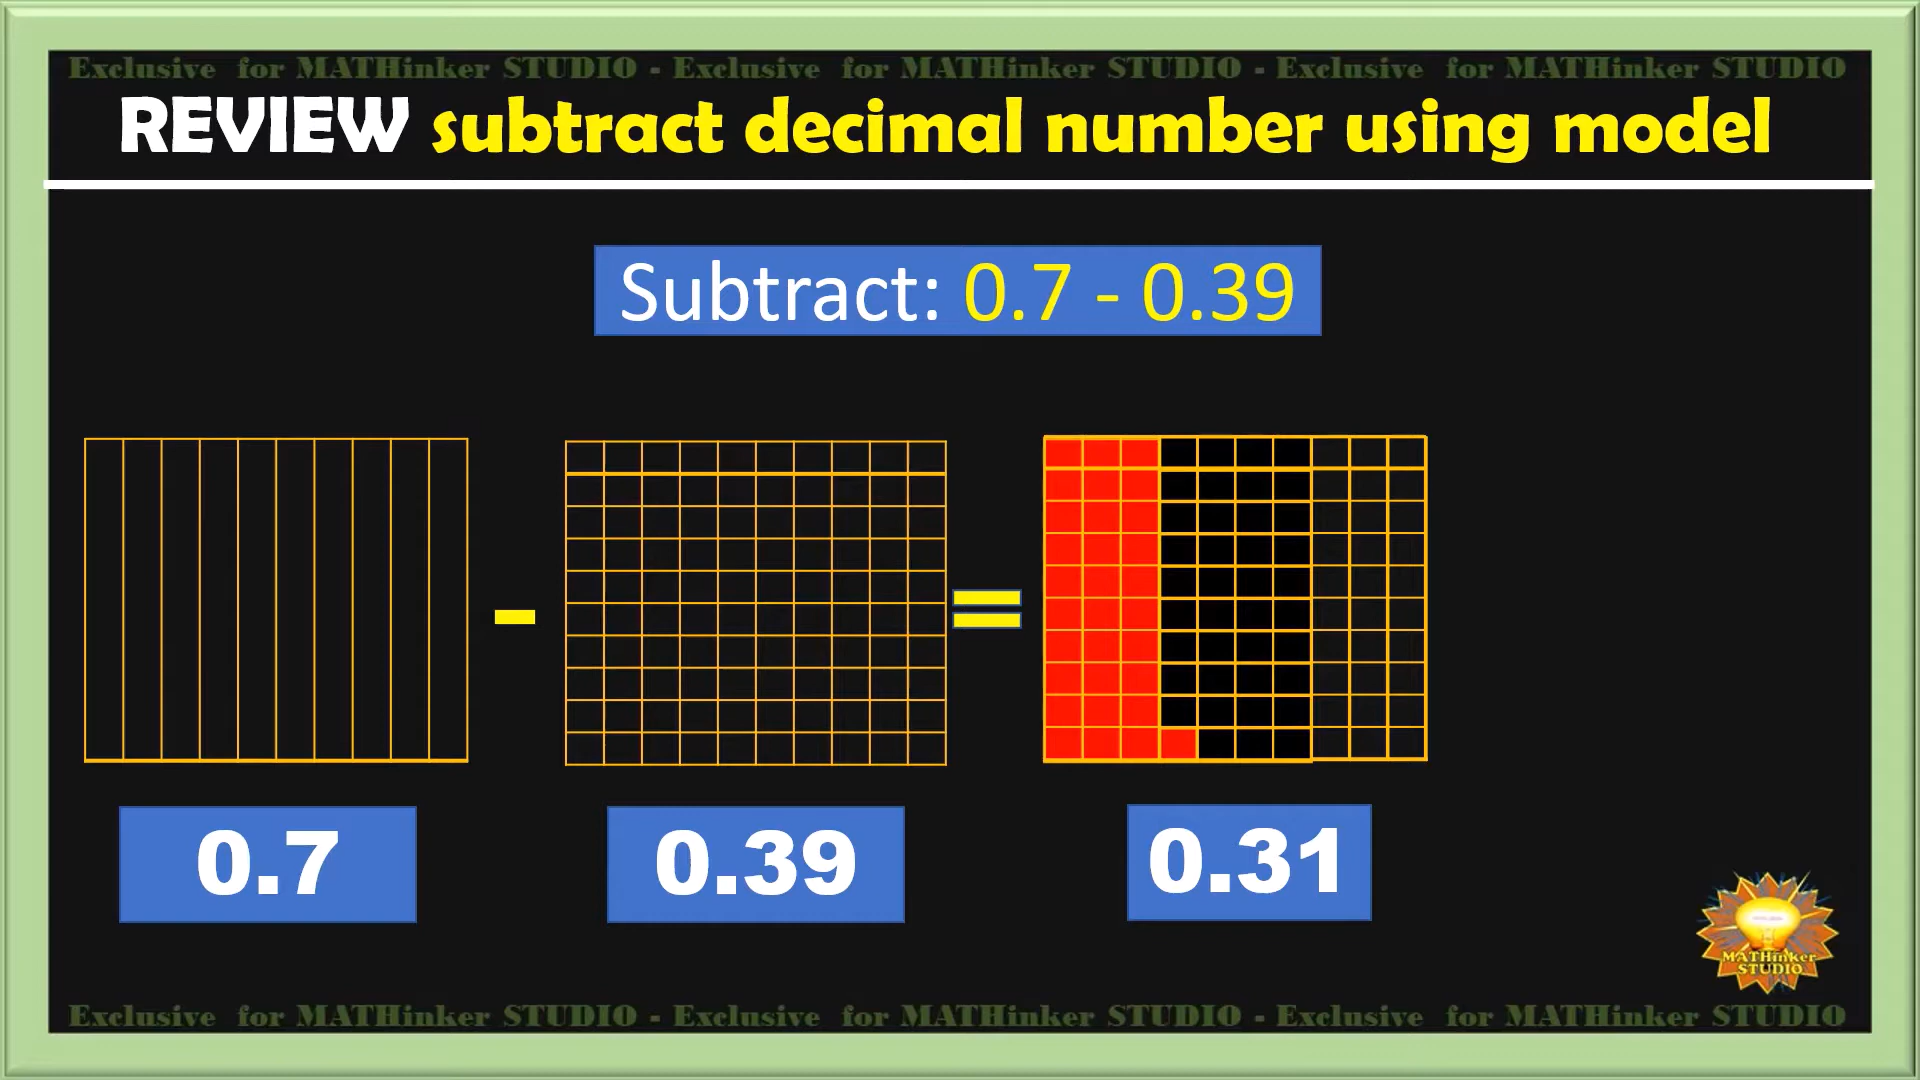 Exclusive for MATHinker STUDIO - Exclusive for MATHinker STUDIO - Exclusive for MATHinker STUDIO
REVIEW subtract decimal number using model
Subtract: 0.7 - 0.39
-
=
0.7
0.39
0.31
MATHinker
STUDIO
Exclusive for MATHinker STUDIO - Exclusive for MATHinker STUDIO - Exclusive for MATHinker STUDIO